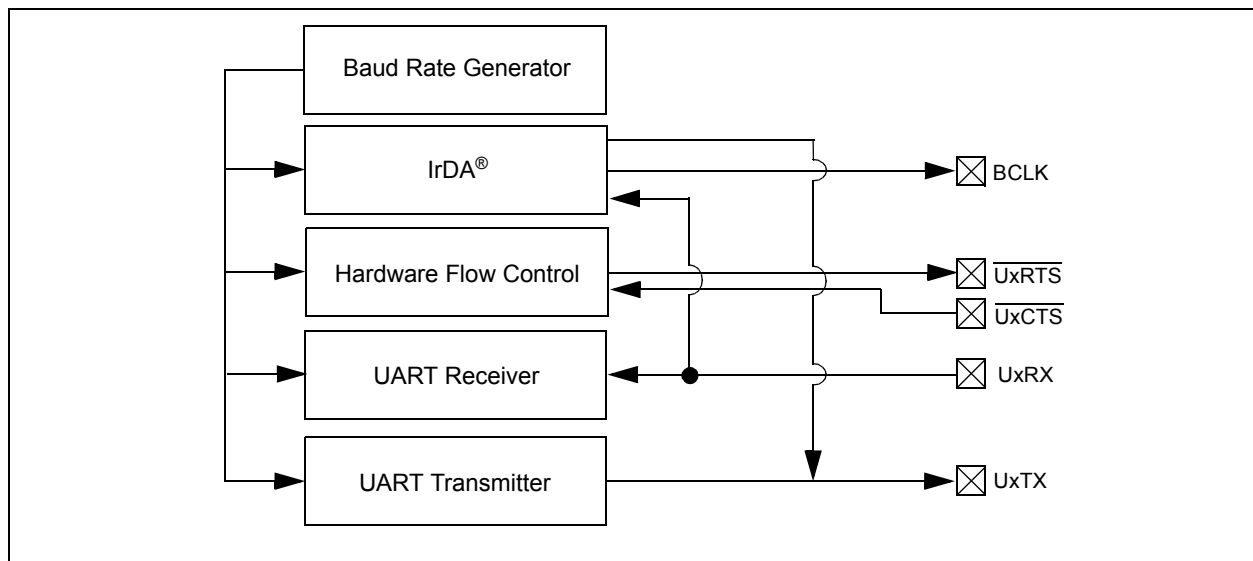 Baud Rate Generator
IrDA®
BCLK
Hardware Flow Control
UxRTS
UxCTS
UART Receiver
UxRX
UART Transmitter
UxTX